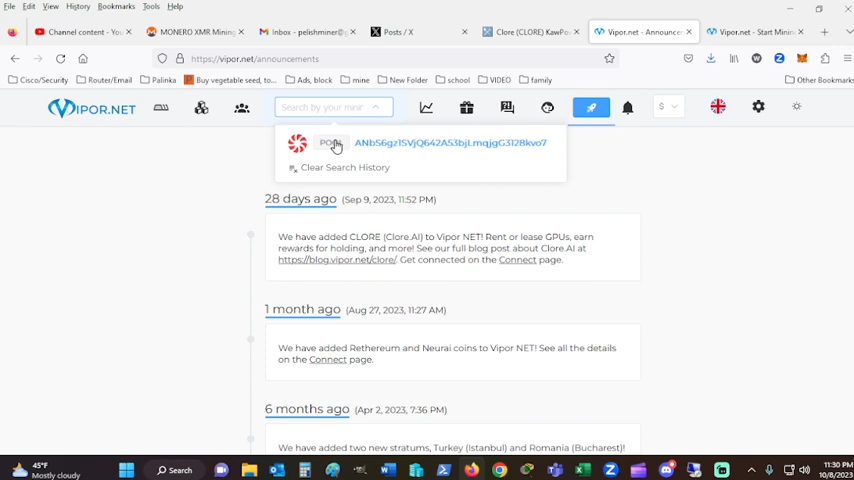 File Edit View History Bookmarks Tools Help
Channel content - YouT
MONERO XMR Mining
Inbox - pelishminer@g
Posts / X
Clore (CLORE) KawPow
Vipor.net - Announcem
Vipor.net - Start Mining
https://vipor.net/announcements
Cisco/Security Router/Email Palinka Buy vegetable seed, to... Ads, block mine New Folder school VIDEO family Other Bookmarks
VIPOR.NET Search by your miner $
ANbS6gz1SVjQ642A53bjLmqjgG3128kvo7
Clear Search History
28 days ago (Sep 9, 2023, 11:52 PM)
We have added CLORE (Clore.AI) to Vipor NET! Rent or lease GPUs, earn
rewards for holding, and more! See our full blog post about Clore.AI at
https://blog.vipor.net/clore/. Get connected on the Connect page.
1 month ago (Aug 27, 2023, 11:27 AM)
We have added Rethereum and Neurai coins to Vipor NET! See all the details
on the Connect page.
6 months ago (Apr 2, 2023, 7:36 PM)
We have added two new stratums, Turkey (Istanbul) and Romania (Bucharest)!
45°F
Mostly cloudy
Search
11:30 PM
10/8/2023